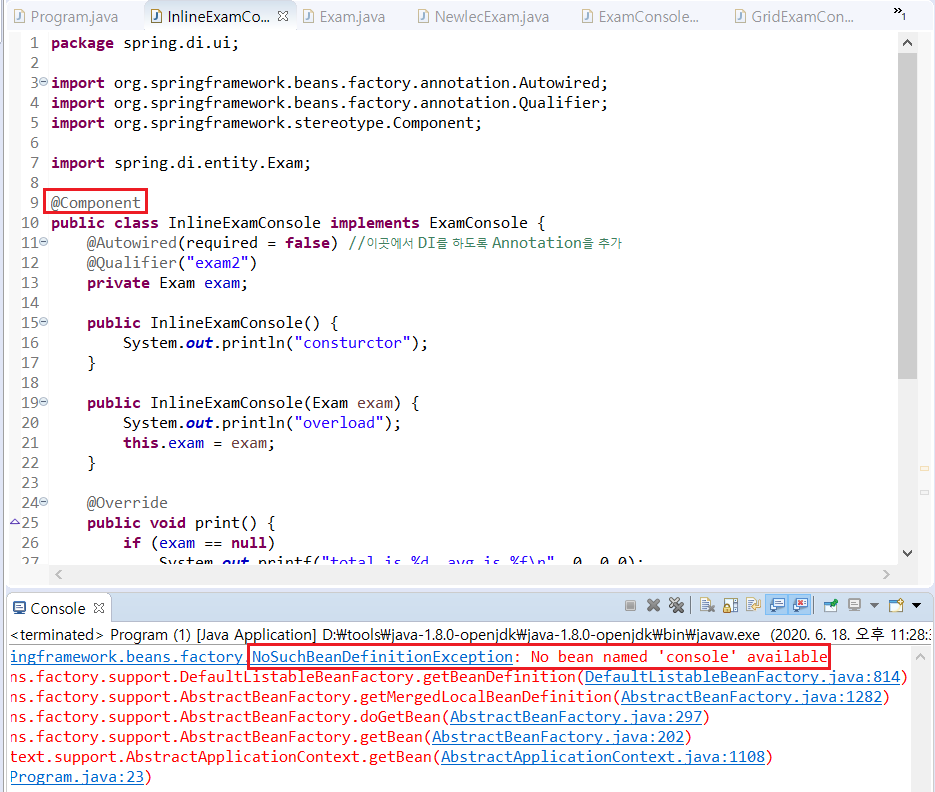 Program.java InlineExamCo... Exam.java NewlecExam.java ExamConsole... GridExamCon... »1
1 package spring.di.ui;
2
3 import org.springframework.beans.factory.annotation.Autowired;
4 import org.springframework.beans.factory.annotation.Qualifier;
5 import org.springframework.stereotype.Component;
6
7 import spring.di.entity.Exam;
8
9 @Component
10 public class InlineExamConsole implements ExamConsole {
11 @Autowired(required = false) //이곳에서 DI를 하도록 Annotation을 추가
12 @Qualifier("exam2")
13 private Exam exam;
14
15 public InlineExamConsole() {
16 System.out.println("consturctor");
17 }
18
19 public InlineExamConsole(Exam exam) {
20 System.out.println("overload");
21 this.exam = exam;
22 }
23
24 @Override
25 public void print() {
26 if (exam == null)
27 System.out.printf("total is %d, avg is %f\n", 0, 0.0);
Console
<terminated> Program (1) [Java Application] D:₩tools₩java-1.8.0-openjdk₩java-1.8.0-openjdk₩bin₩javaw.exe (2020. 6. 18. 오후 11:28:3
ingframework.beans.factory.NoSuchBeanDefinitionException: No bean named 'console' available
ns.factory.support.DefaultListableBeanFactory.getBeanDefinition(DefaultListableBeanFactory.java:814)
ns.factory.support.AbstractBeanFactory.getMergedLocalBeanDefinition(AbstractBeanFactory.java:1282)
ns.factory.support.AbstractBeanFactory.doGetBean(AbstractBeanFactory.java:297)
ns.factory.support.AbstractBeanFactory.getBean(AbstractBeanFactory.java:202)
text.support.AbstractApplicationContext.getBean(AbstractApplicationContext.java:1108)
Program.java:23)